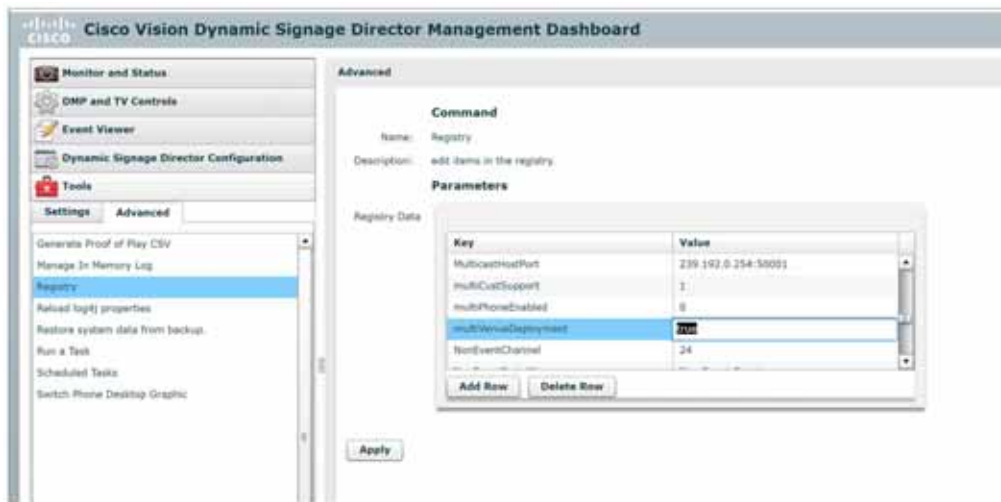 CISCO
Cisco Vision Dynamic Signage Director Management Dashboard
Monitor and Status
DMP and TV Controls
Event Viewer
Dynamic Signage Director Configuration
Tools
Settings
Advanced
Generate Proof of Play CSV
Manage In Memory Log
Registry
Reload log4j properties
Restore system data from backup.
Run a Task
Scheduled Tasks
Switch Phone Desktop Graphic
Advanced
Command
Name: Registry
Description: edit items in the registry
Parameters
Registry Data
Key Value
MulticastHostPort 239.192.0.254:50001
multiCustSupport 1
multiPhoneEnabled 0
multiVenueDeployment true
NonEventChannel 24
Add Row Delete Row
Apply